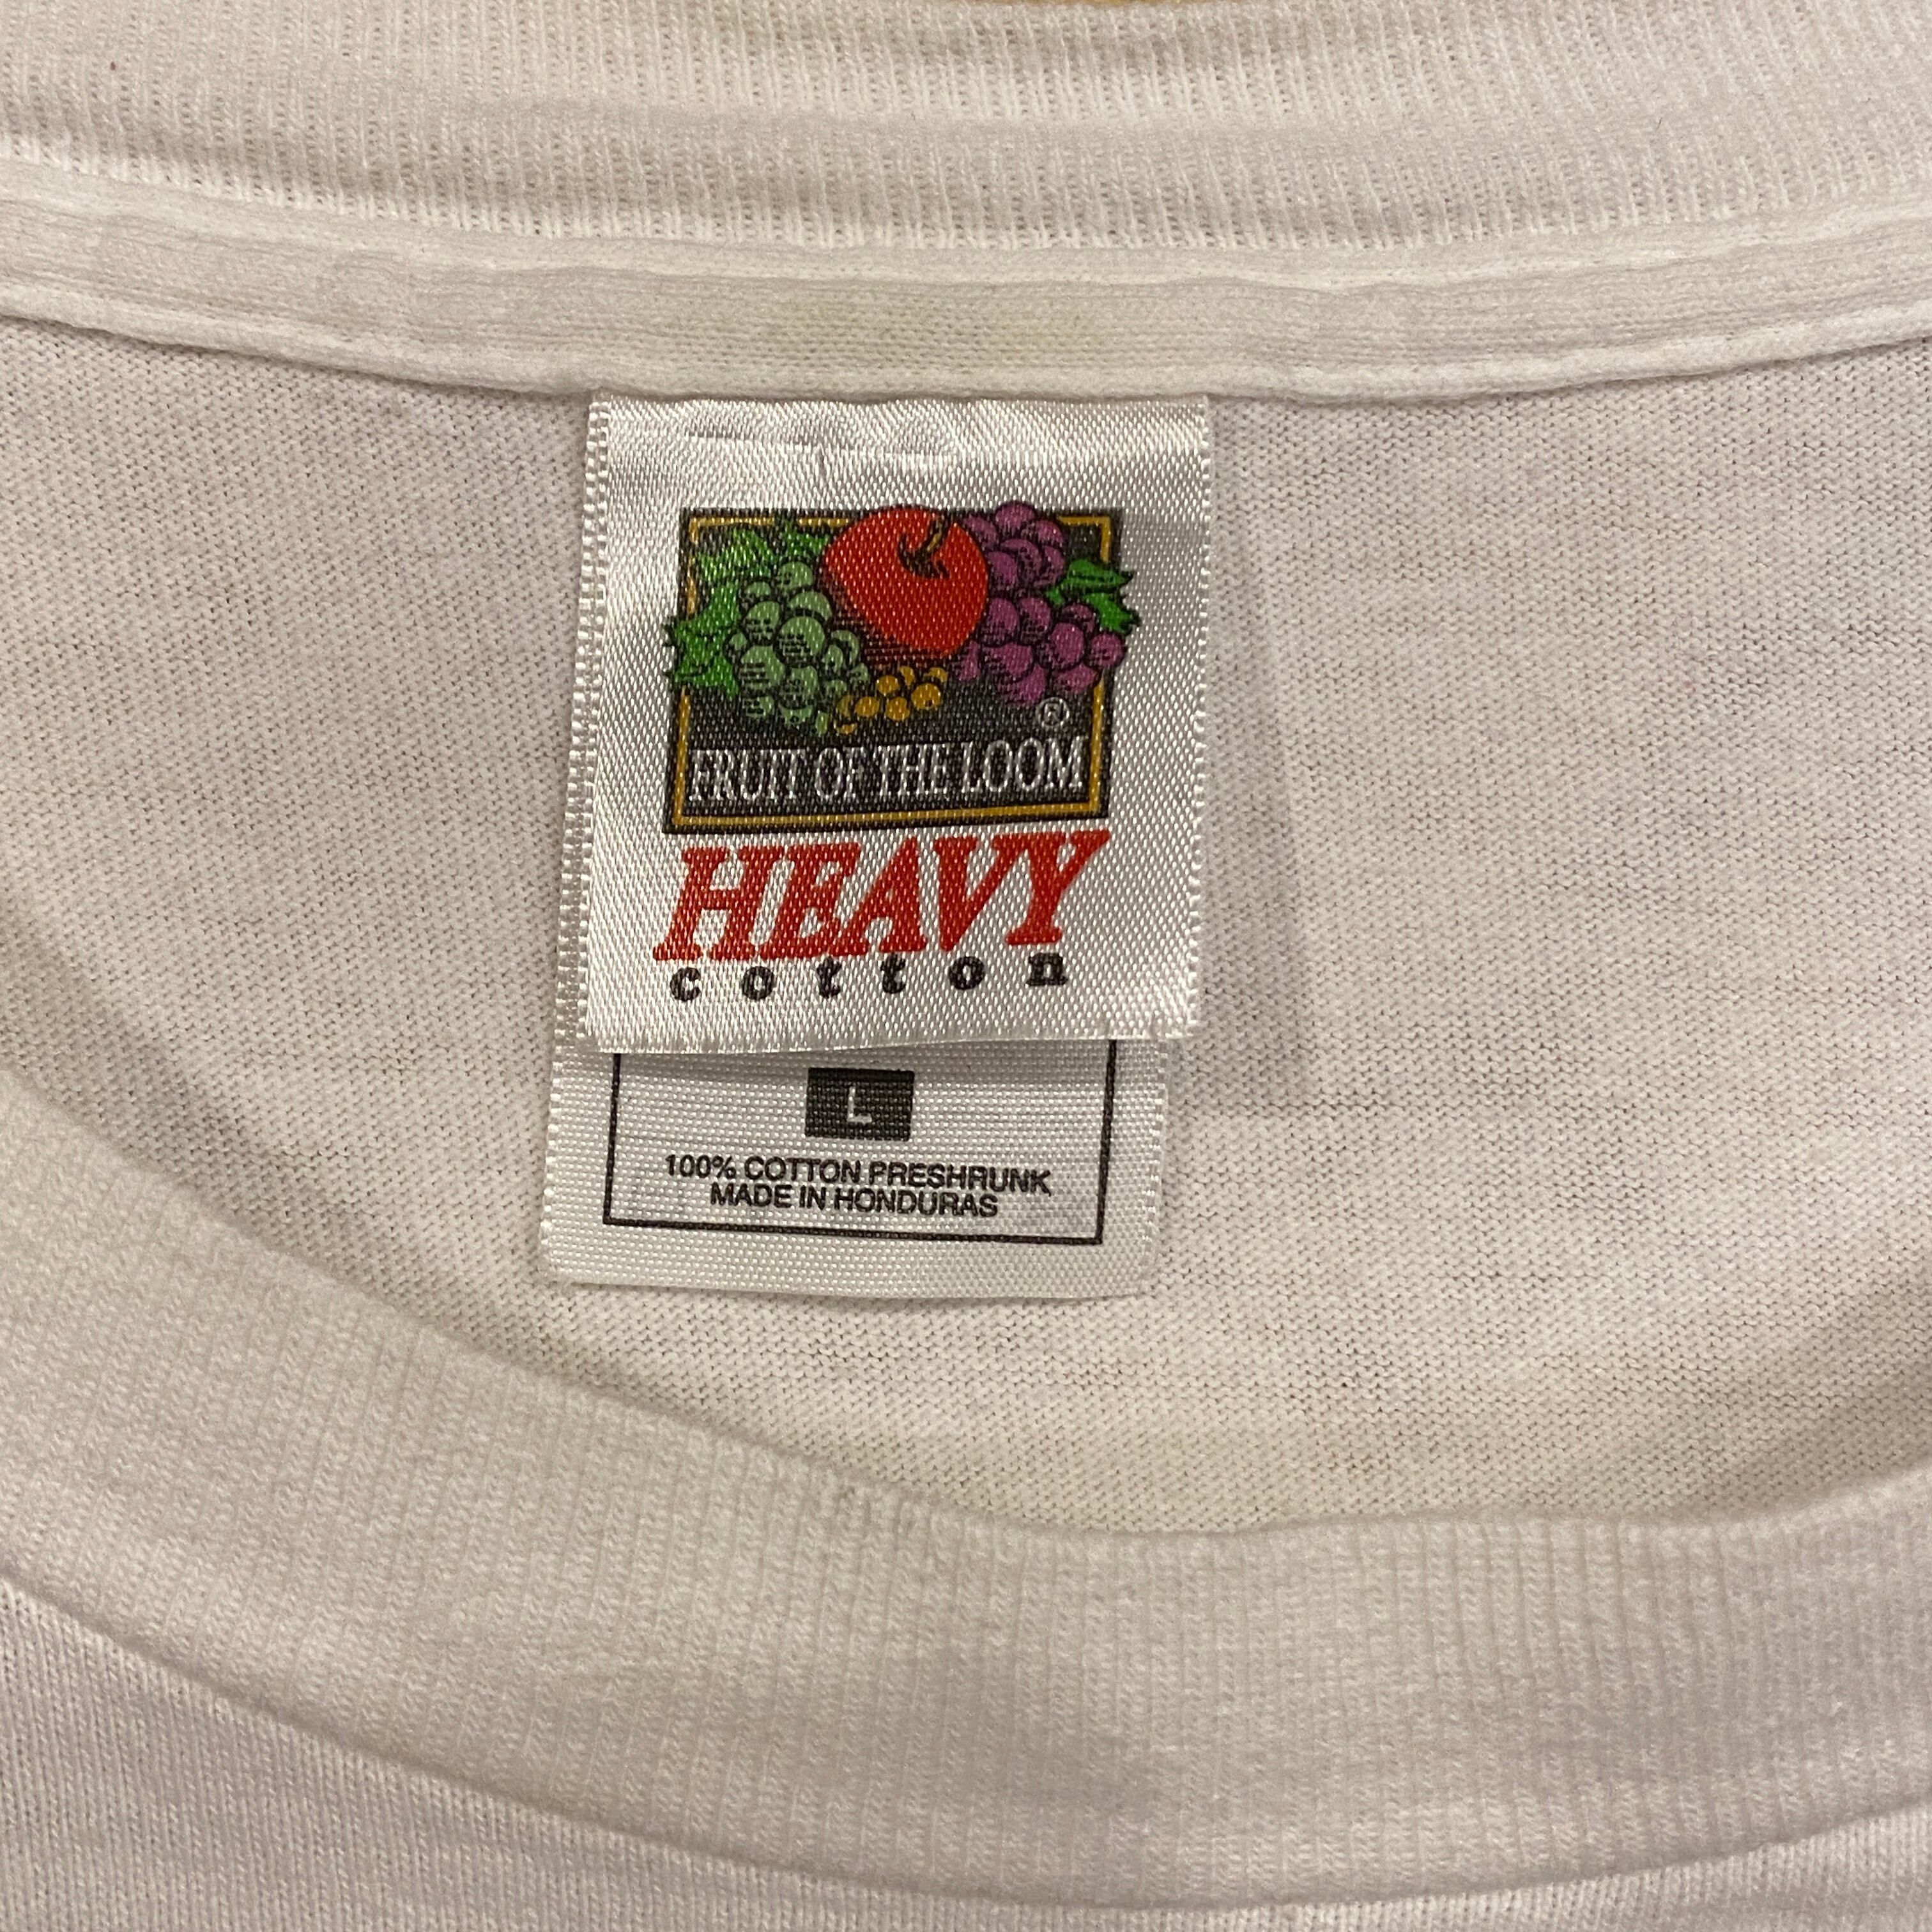 ®
FRUIT OF THE LOOM
HEAVY
cotton
L
100% COTTON PRESHRUNK
MADE IN HONDURAS